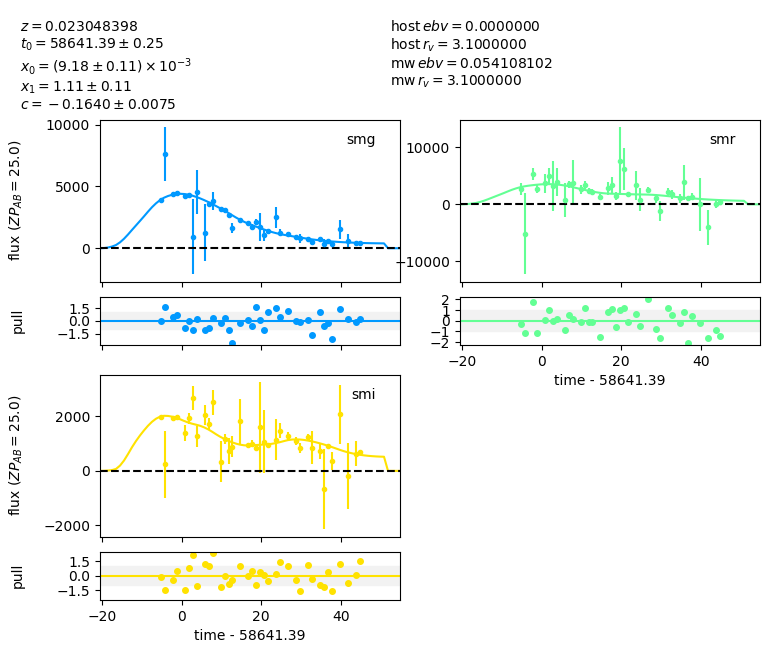 z = 0.023048398
t₀ = 58641.39 ± 0.25
x₀ = (9.18 ± 0.11) × 10⁻³
x₁ = 1.11 ± 0.11
c = −0.1640 ± 0.0075
host ebv = 0.0000000
host r_v = 3.1000000
mw ebv = 0.054108102
mw r_v = 3.1000000
flux (ZP_AB = 25.0)
10000
5000
0
smg
10000
0
−10000
smr
pull
1.5
0.0
−1.5
2
1
0
−1
−2
−20
0
20
40
time - 58641.39
flux (ZP_AB = 25.0)
2000
0
−2000
smi
pull
1.5
0.0
−1.5
−20
0
20
40
time - 58641.39